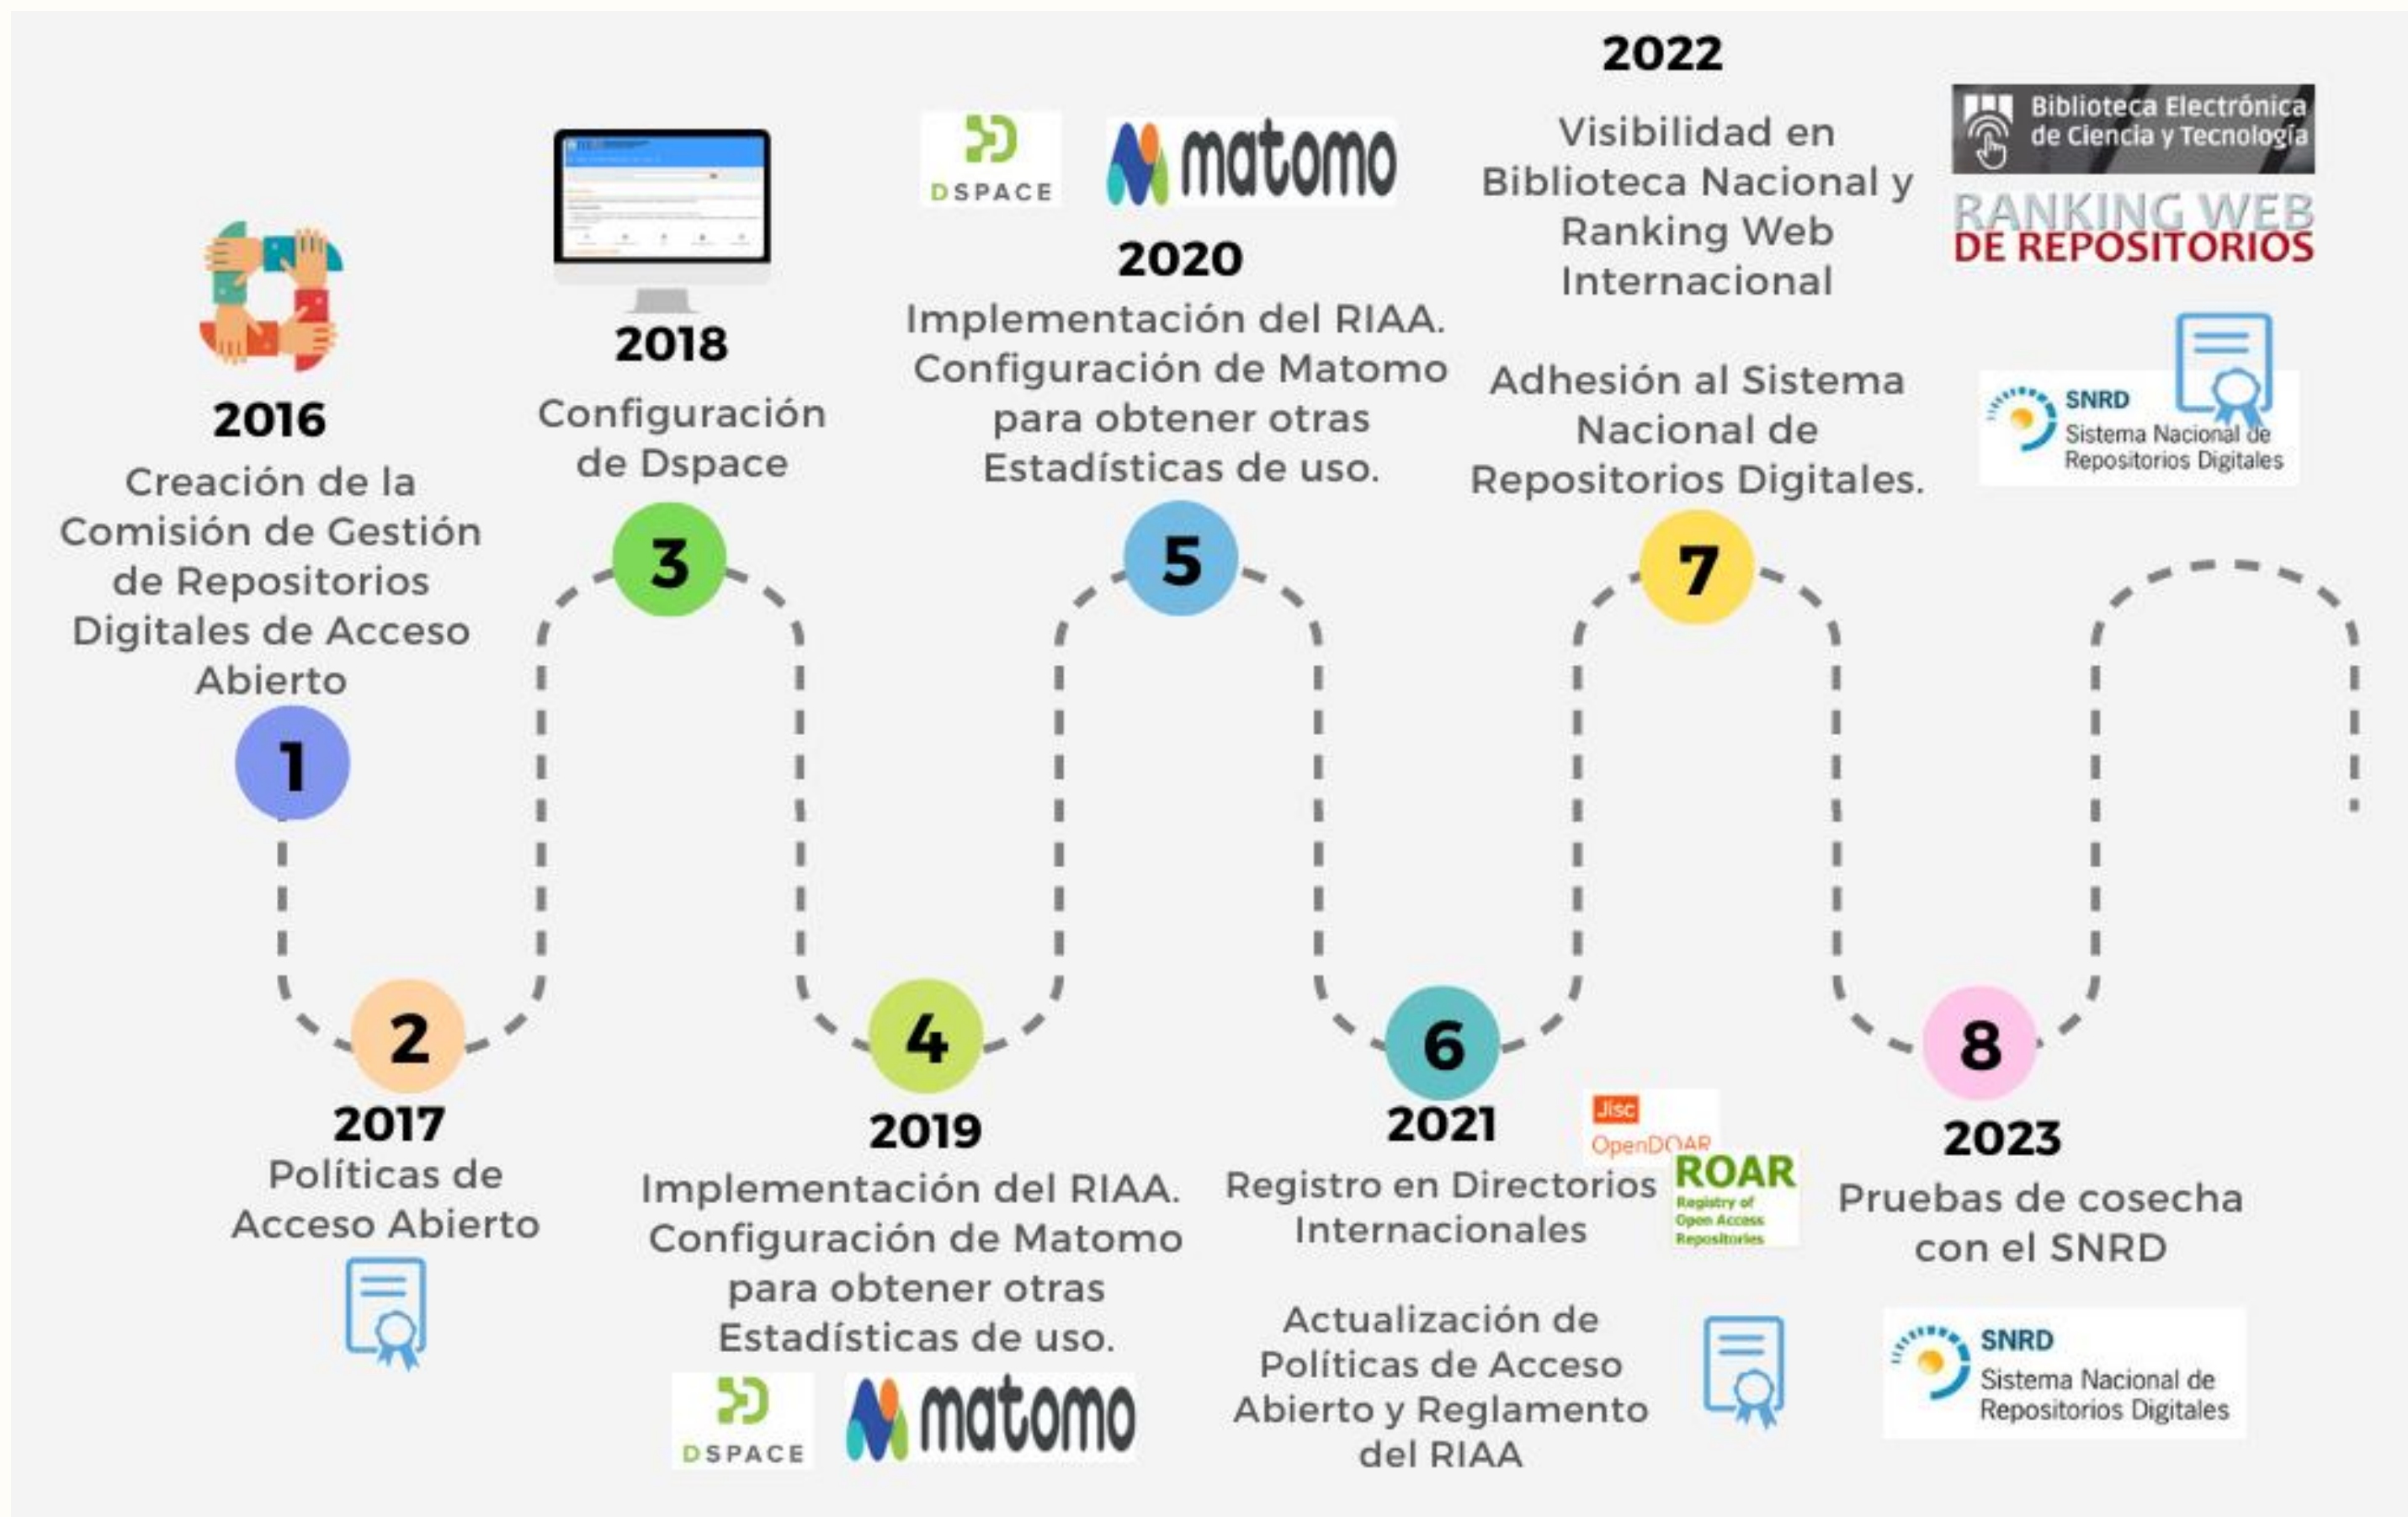 2016
Creación de la
Comisión de Gestión
de Repositorios
Digitales de Acceso
Abierto
1
2
2017
Políticas de
Acceso Abierto
2018
Configuración
de Dspace
3
4
2019
Implementación del RIAA.
Configuración de Matomo
para obtener otras
Estadísticas de uso.
DSPACE
matomo
DSPACE
matomo
2020
Implementación del RIAA.
Configuración de Matomo
para obtener otras
Estadísticas de uso.
5
6
2021
Jisc
OpenDOAR
ROAR
Registry of
Open Access
Repositories
Registro en Directorios
Internacionales
Actualización de
Políticas de Acceso
Abierto y Reglamento
del RIAA
2022
Visibilidad en
Biblioteca Nacional y
Ranking Web
Internacional
Biblioteca Electrónica
de Ciencia y Tecnología
RANKING WEB
DE REPOSITORIOS
Adhesión al Sistema
Nacional de
Repositorios Digitales.
SNRD
Sistema Nacional de
Repositorios Digitales
7
8
2023
Pruebas de cosecha
con el SNRD
SNRD
Sistema Nacional de
Repositorios Digitales